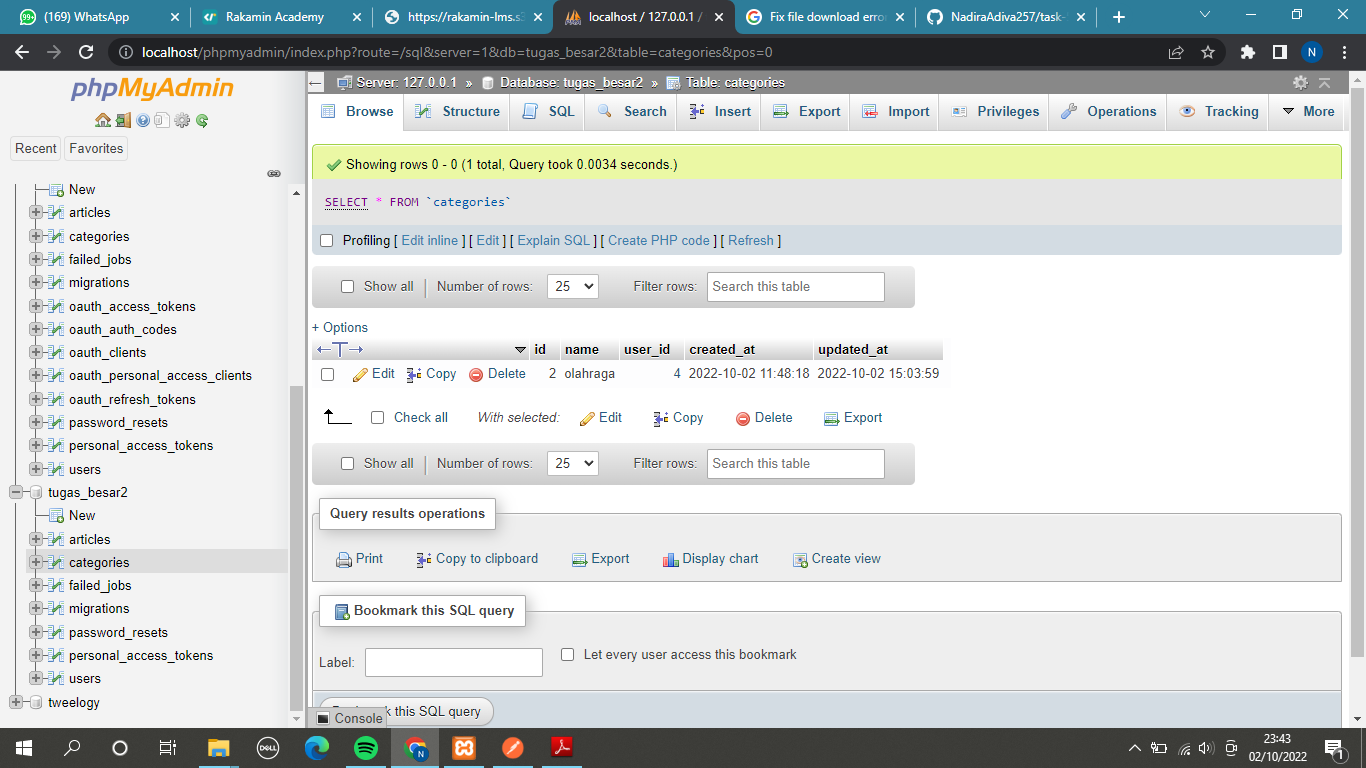 (169) WhatsApp
Rakamin Academy
https://rakamin-lms.s3
localhost / 127.0.0.1 /
Fix file download erro
NadiraAdiva257/task-
localhost/phpmyadmin/index.php?route=/sql&server=1&db=tugas_besar2&table=categories&pos=0
N
phpMyAdmin
Recent
Favorites
New
articles
categories
failed_jobs
migrations
oauth_access_tokens
oauth_auth_codes
oauth_clients
oauth_personal_access_clients
oauth_refresh_tokens
password_resets
personal_access_tokens
users
tugas_besar2
New
articles
categories
failed_jobs
migrations
password_resets
personal_access_tokens
users
tweelogy
Server: 127.0.0.1 » Database: tugas_besar2 » Table: categories
Browse Structure SQL Search Insert Export Import Privileges Operations Tracking More
Showing rows 0 - 0 (1 total, Query took 0.0034 seconds.)
SELECT * FROM `categories`
Profiling [ Edit inline ] [ Edit ] [ Explain SQL ] [ Create PHP code ] [ Refresh ]
Show all Number of rows: 25 Filter rows: Search this table
+ Options
id name user_id created_at updated_at
Edit Copy Delete 2 olahraga 4 2022-10-02 11:48:18 2022-10-02 15:03:59
Check all With selected: Edit Copy Delete Export
Show all Number of rows: 25 Filter rows: Search this table
Query results operations
Print Copy to clipboard Export Display chart Create view
Bookmark this SQL query
Label: Let every user access this bookmark
this SQL query
Console
DELL
N
23:43
02/10/2022
1